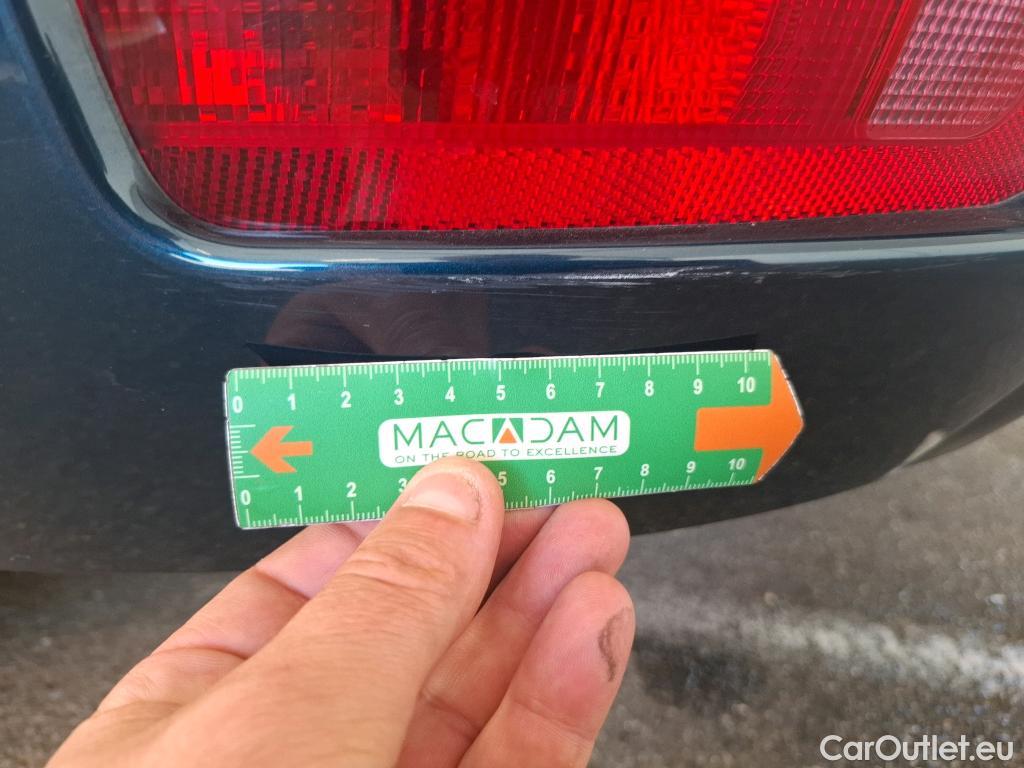 0 1 2 3 4 5 6 7 8 9 10
MACADAM
ON THE ROAD TO EXCELLENCE
0 1 2 3 5 6 7 8 9 10
CarOutlet.eu